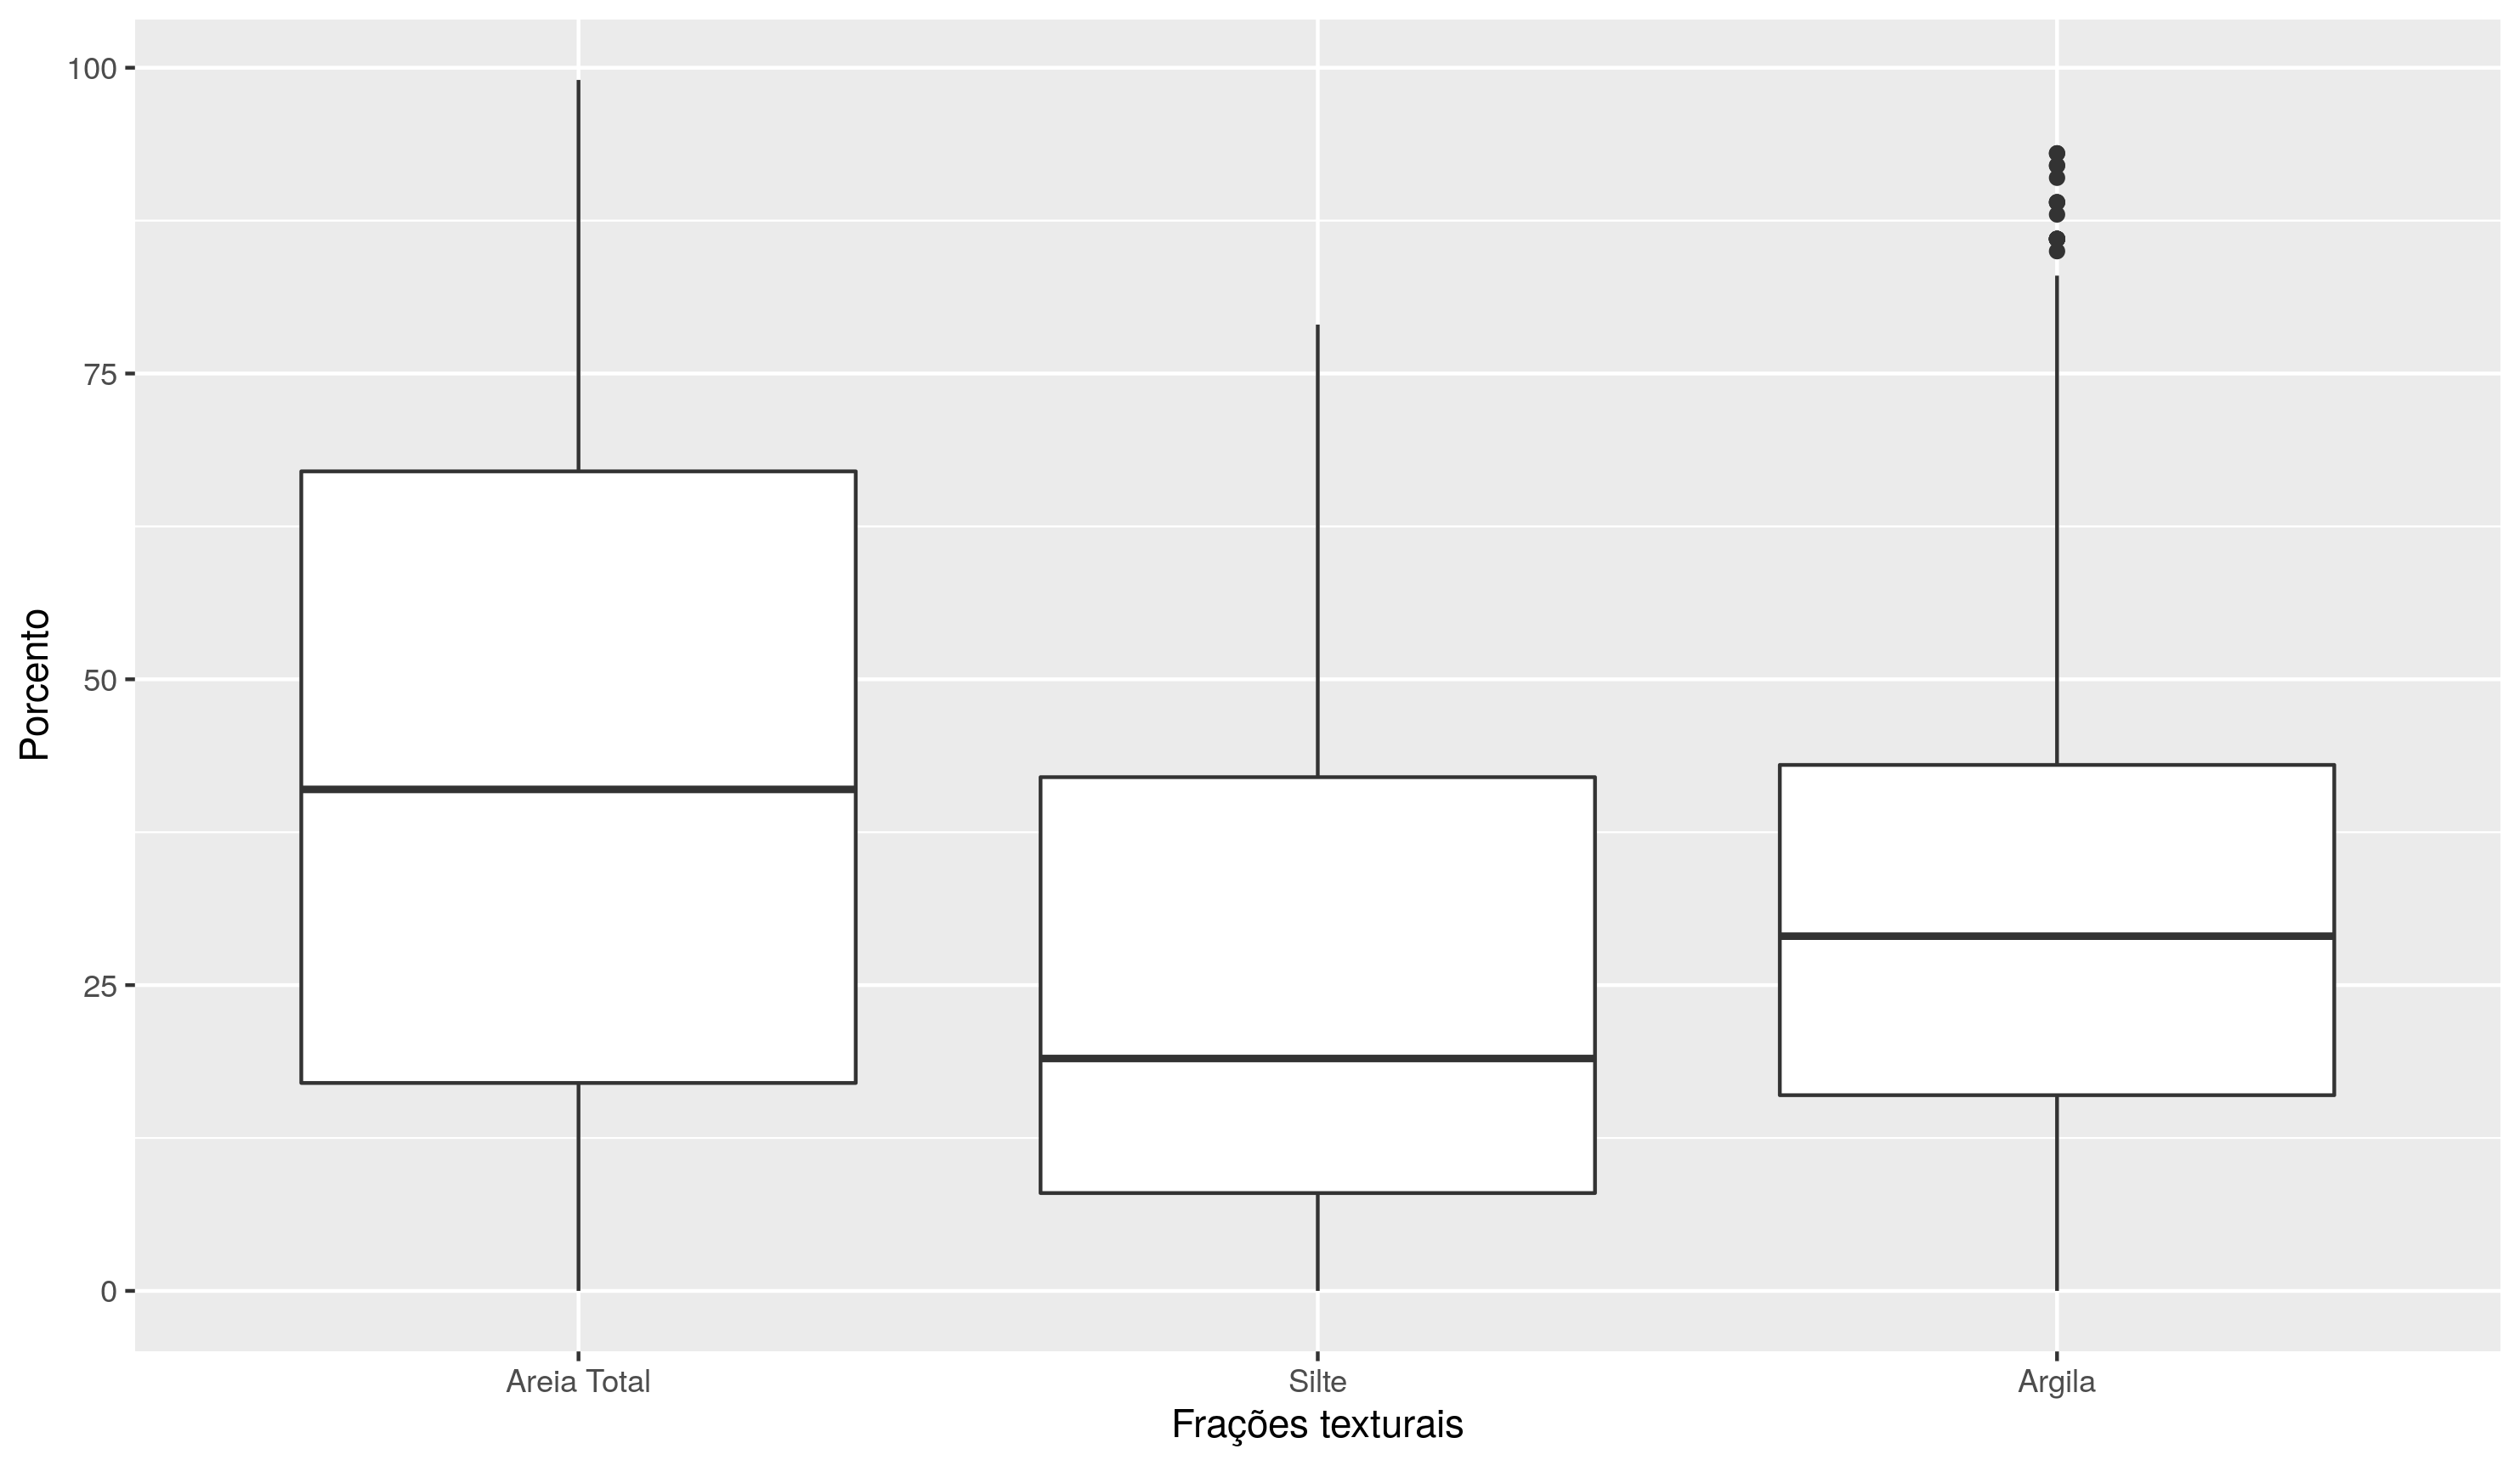 Porcento
100
75
50
25
0
Areia Total
Silte
Argila
Frações texturais